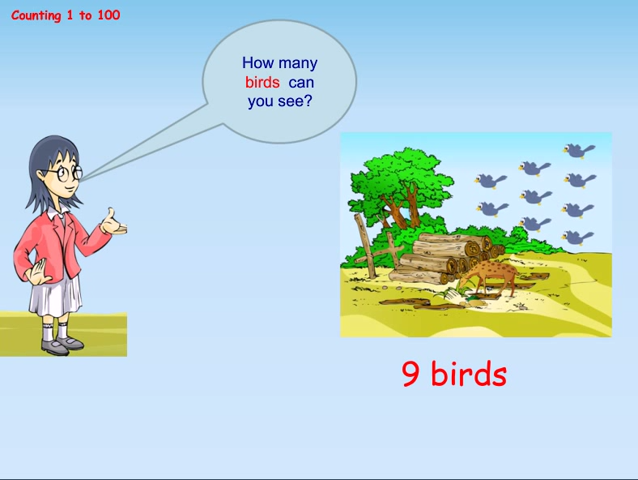 Counting 1 to 100
How many
birds can
you see?
9 birds